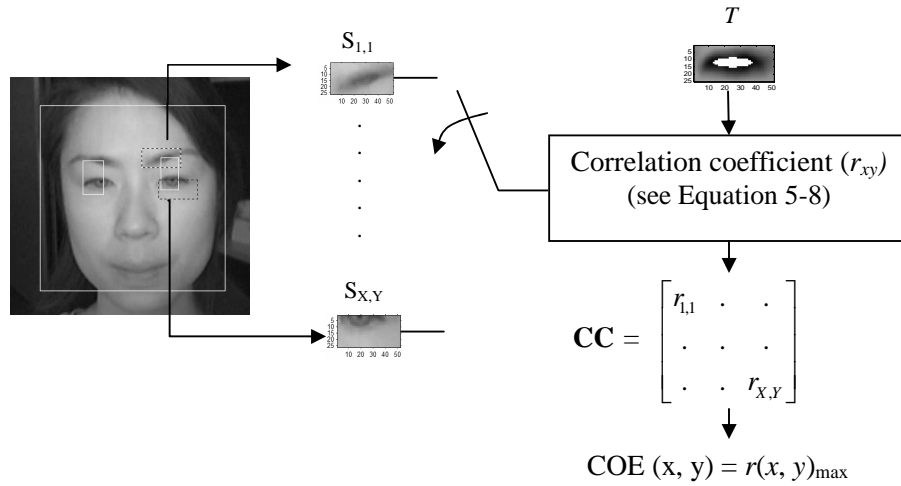 S1,1
5
10
15
20
25
10 20 30 40 50
T
5
10
15
20
25
10 20 30 40 50
Correlation coefficient (rxy)
(see Equation 5-8)
SX,Y
5
10
15
20
25
10 20 30 40 50
CC = [r1,1 . .
. . .
. . rX,Y]
COE (x, y) = r(x, y)max